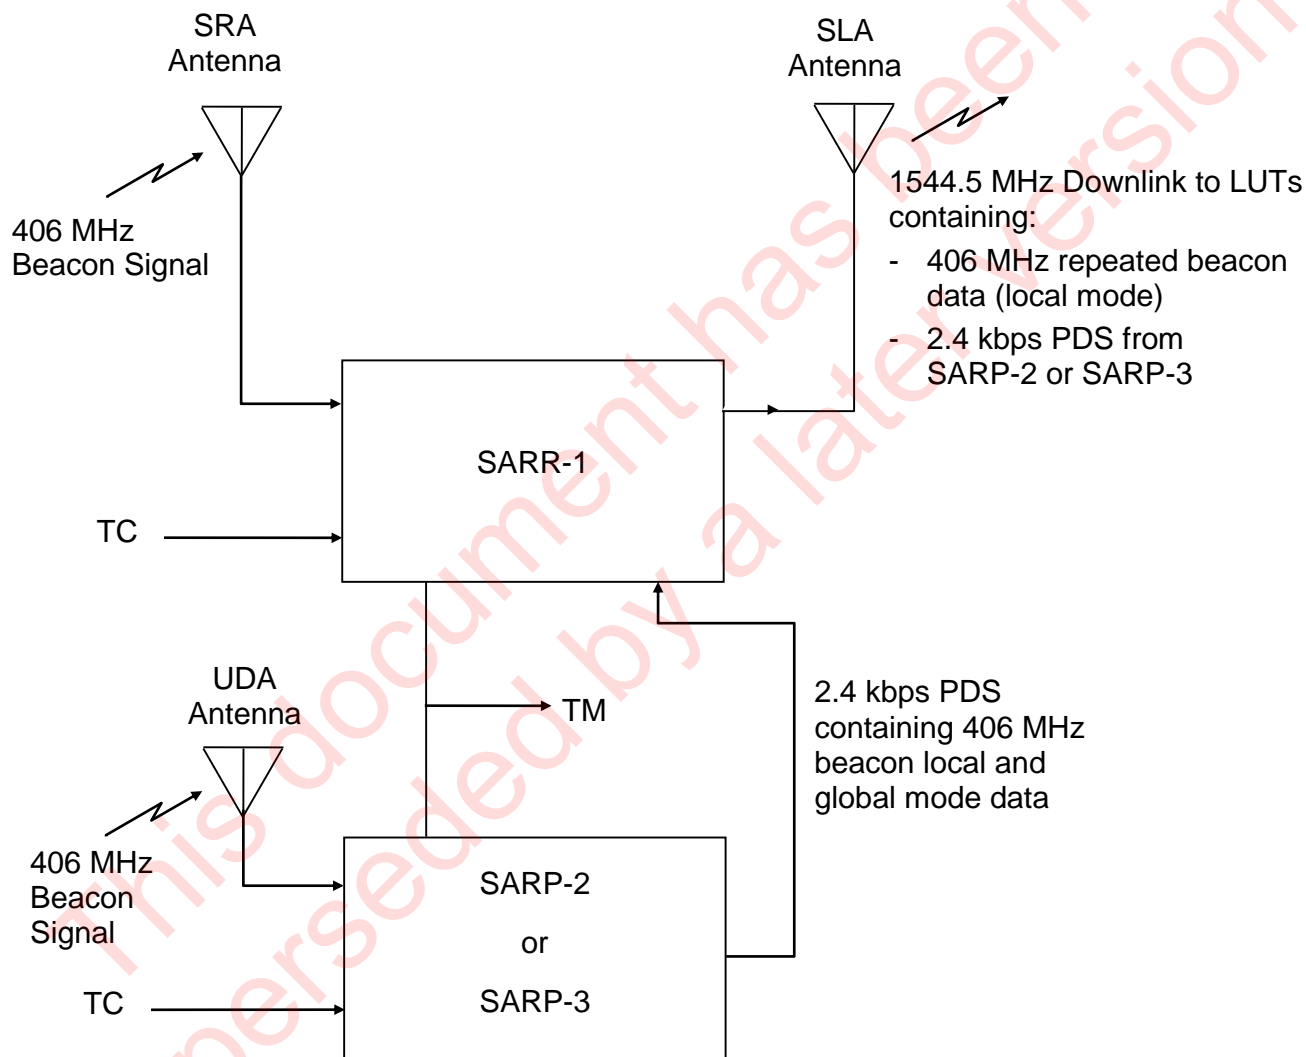 SRA
Antenna
SLA
Antenna
406 MHz
Beacon Signal
1544.5 MHz Downlink to LUTs
containing:
- 406 MHz repeated beacon
data (local mode)
- 2.4 kbps PDS from
SARP-2 or SARP-3
SARR-1
TC
TM
UDA
Antenna
2.4 kbps PDS
containing 406 MHz
beacon local and
global mode data
406 MHz
Beacon
Signal
SARP-2
or
SARP-3
TC
This document has been
perseded by a later version